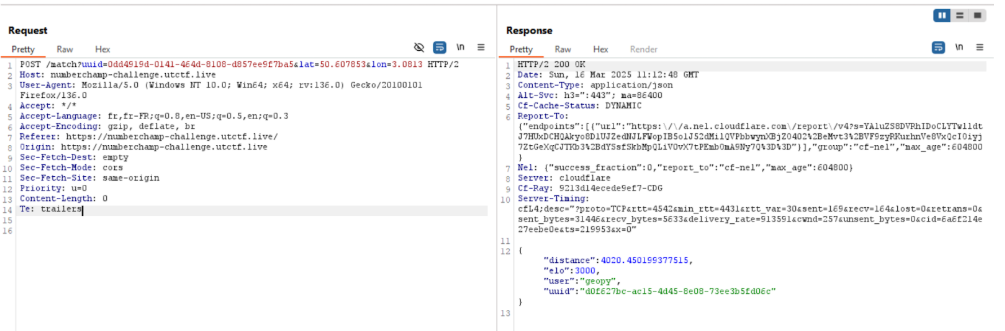 Request
Pretty Raw Hex
\n
1 POST /match?uuid=0dd4919d-0141-464d-8108-d857ee9f7ba5&lat=50.607853&lon=3.0813 HTTP/2
2 Host: numberchamp-challenge.utctf.live
3 User-Agent: Mozilla/5.0 (Windows NT 10.0; Win64; x64; rv:136.0) Gecko/20100101
Firefox/136.0
4 Accept: */*
5 Accept-Language: fr,fr-FR;q=0.8,en-US;q=0.5,en;q=0.3
6 Accept-Encoding: gzip, deflate, br
7 Referer: https://numberchamp-challenge.utctf.live/
8 Origin: https://numberchamp-challenge.utctf.live
9 Sec-Fetch-Dest: empty
10 Sec-Fetch-Mode: cors
11 Sec-Fetch-Site: same-origin
12 Priority: u=0
13 Content-Length: 0
14 Te: trailers
15
16
Response
Pretty Raw Hex Render
\n
1 HTTP/2 200 OK
2 Date: Sun, 16 Mar 2025 11:12:48 GMT
3 Content-Type: application/json
4 Alt-Svc: h3=":443"; ma=86400
5 Cf-Cache-Status: DYNAMIC
6 Report-To:
{"endpoints":[{"url":"https:\/\/a.nel.cloudflare.com\/report\/v4?
}],"group":"cf-nel","max_age":604800
}
7 Nel: {"success_fraction":0,"report_to":"cf-nel","max_age":604800}
8 Server: cloudflare
9 Cf-Ray: 9213d14ecede9ef7-CDG
10 Server-Timing:
cfL4;desc="?proto=TCP&rtt=4542&min_rtt=4431&rtt_var=30&sent=169&recv=164&lost=0&retrans=0&
sent_bytes=31446&recv_bytes=5633&delivery_rate=913591&cwnd=257&unsent_bytes=0&cid=6a6f214e
27eebe0e&ts=219953&x=0"
11
12 {
"distance":4020.450199377515,
"elo":3000,
"user":"geopy",
"uuid":"d0f627bc-ac15-4d45-8e08-73ee3b5fd06c"
}
13